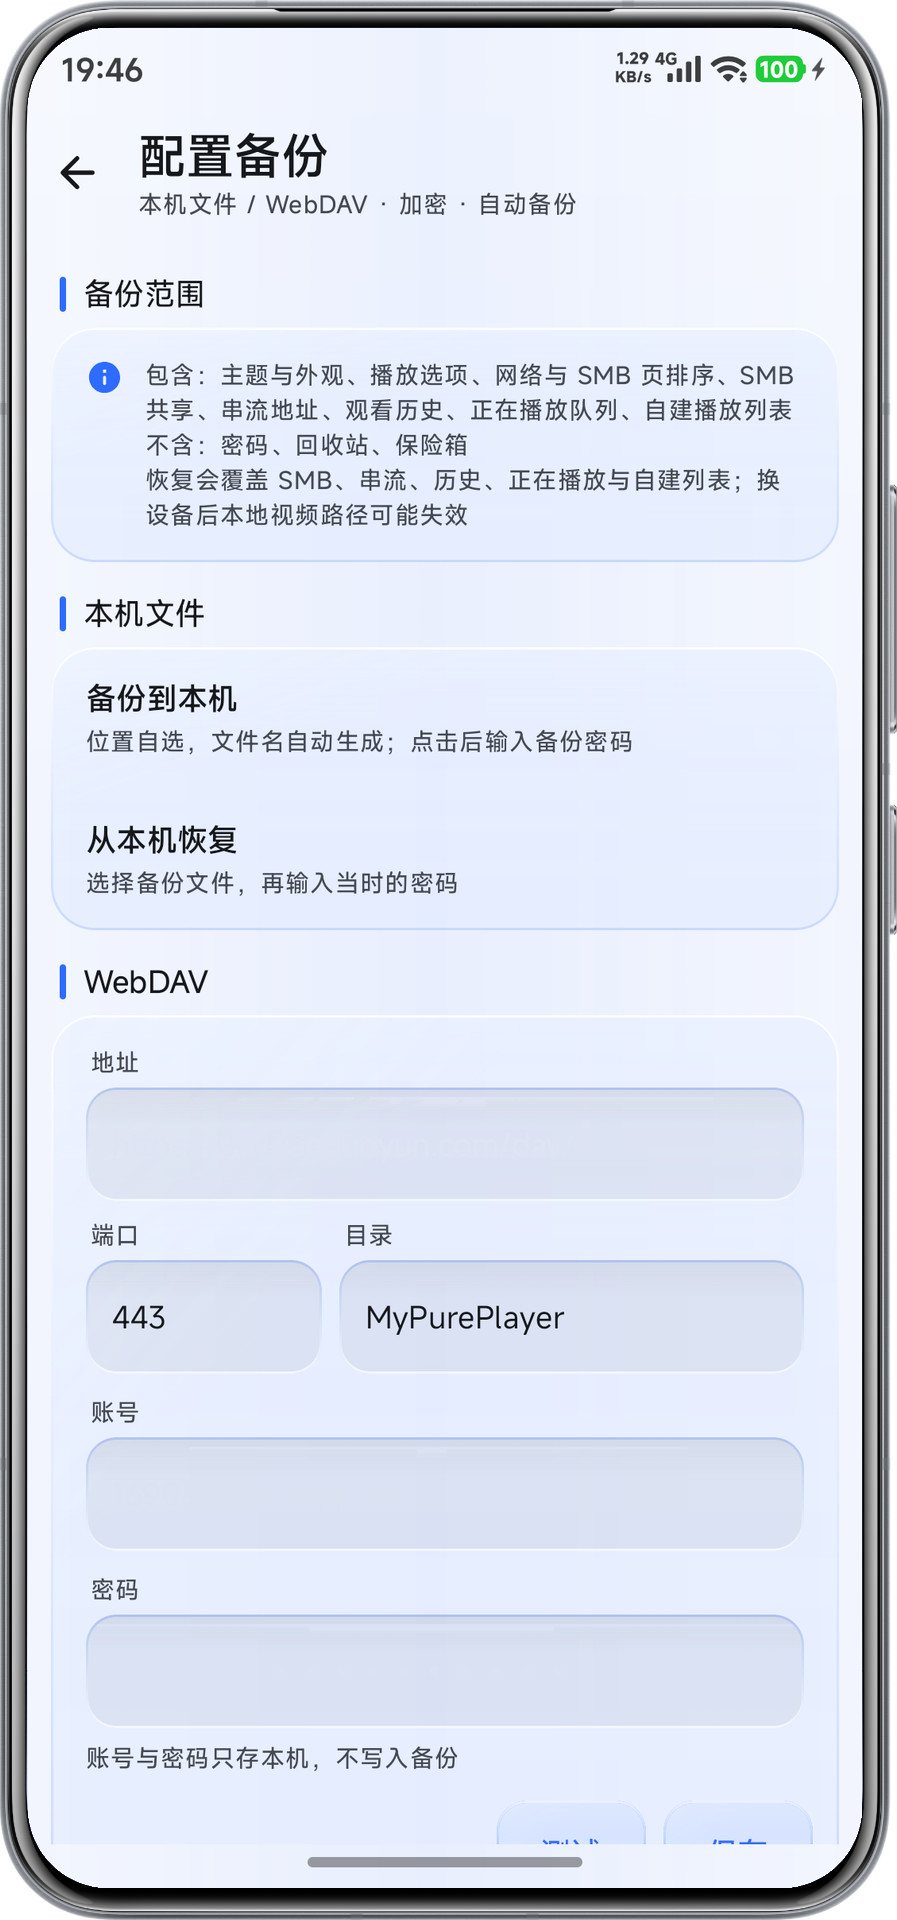 19:46
1.29 KB/s 4G 100
配置备份
本机文件 / WebDAV · 加密 · 自动备份
备份范围
包含：主题与外观、播放选项、网络与 SMB 页排序、SMB
共享、串流地址、观看历史、正在播放队列、自建播放列表
不含：密码、回收站、保险箱
恢复会覆盖 SMB、串流、历史、正在播放与自建列表；换
设备后本地视频路径可能失效
本机文件
备份到本机
位置自选，文件名自动生成；点击后输入备份密码
从本机恢复
选择备份文件，再输入当时的密码
WebDAV
地址
端口 目录
443 MyPurePlayer
账号
密码
账号与密码只存本机，不写入备份
测试 保存